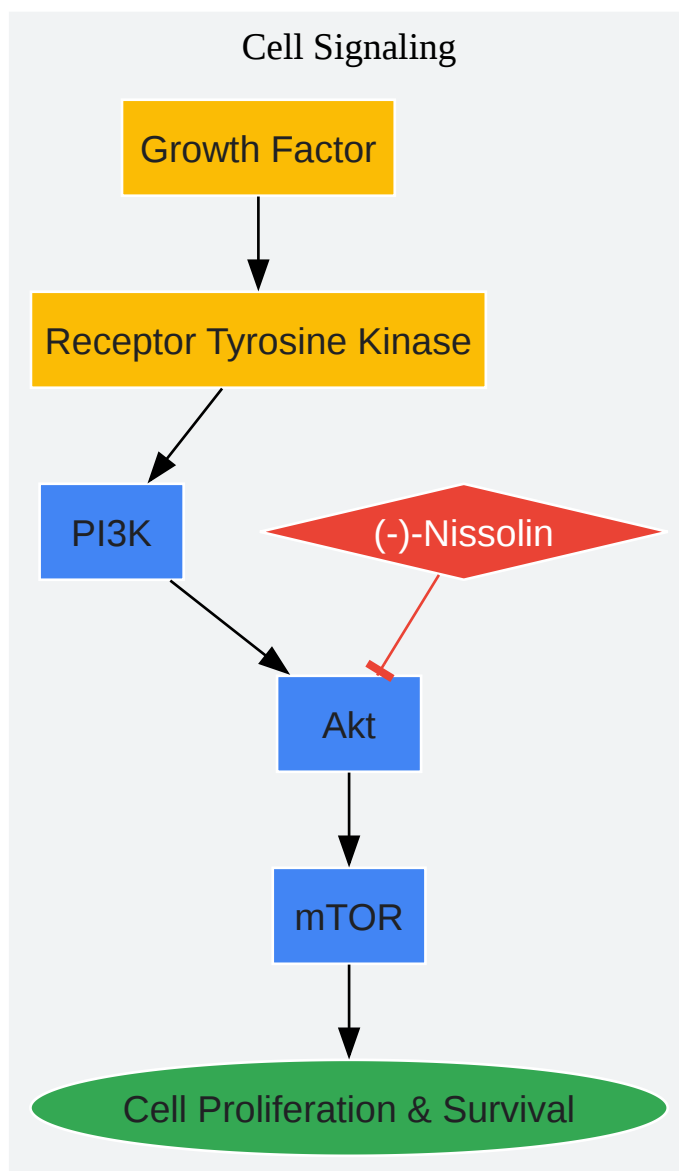 Cell Signaling
Growth Factor
Receptor Tyrosine Kinase
PI3K
(-)-Nissolin
Akt
mTOR
Cell Proliferation & Survival